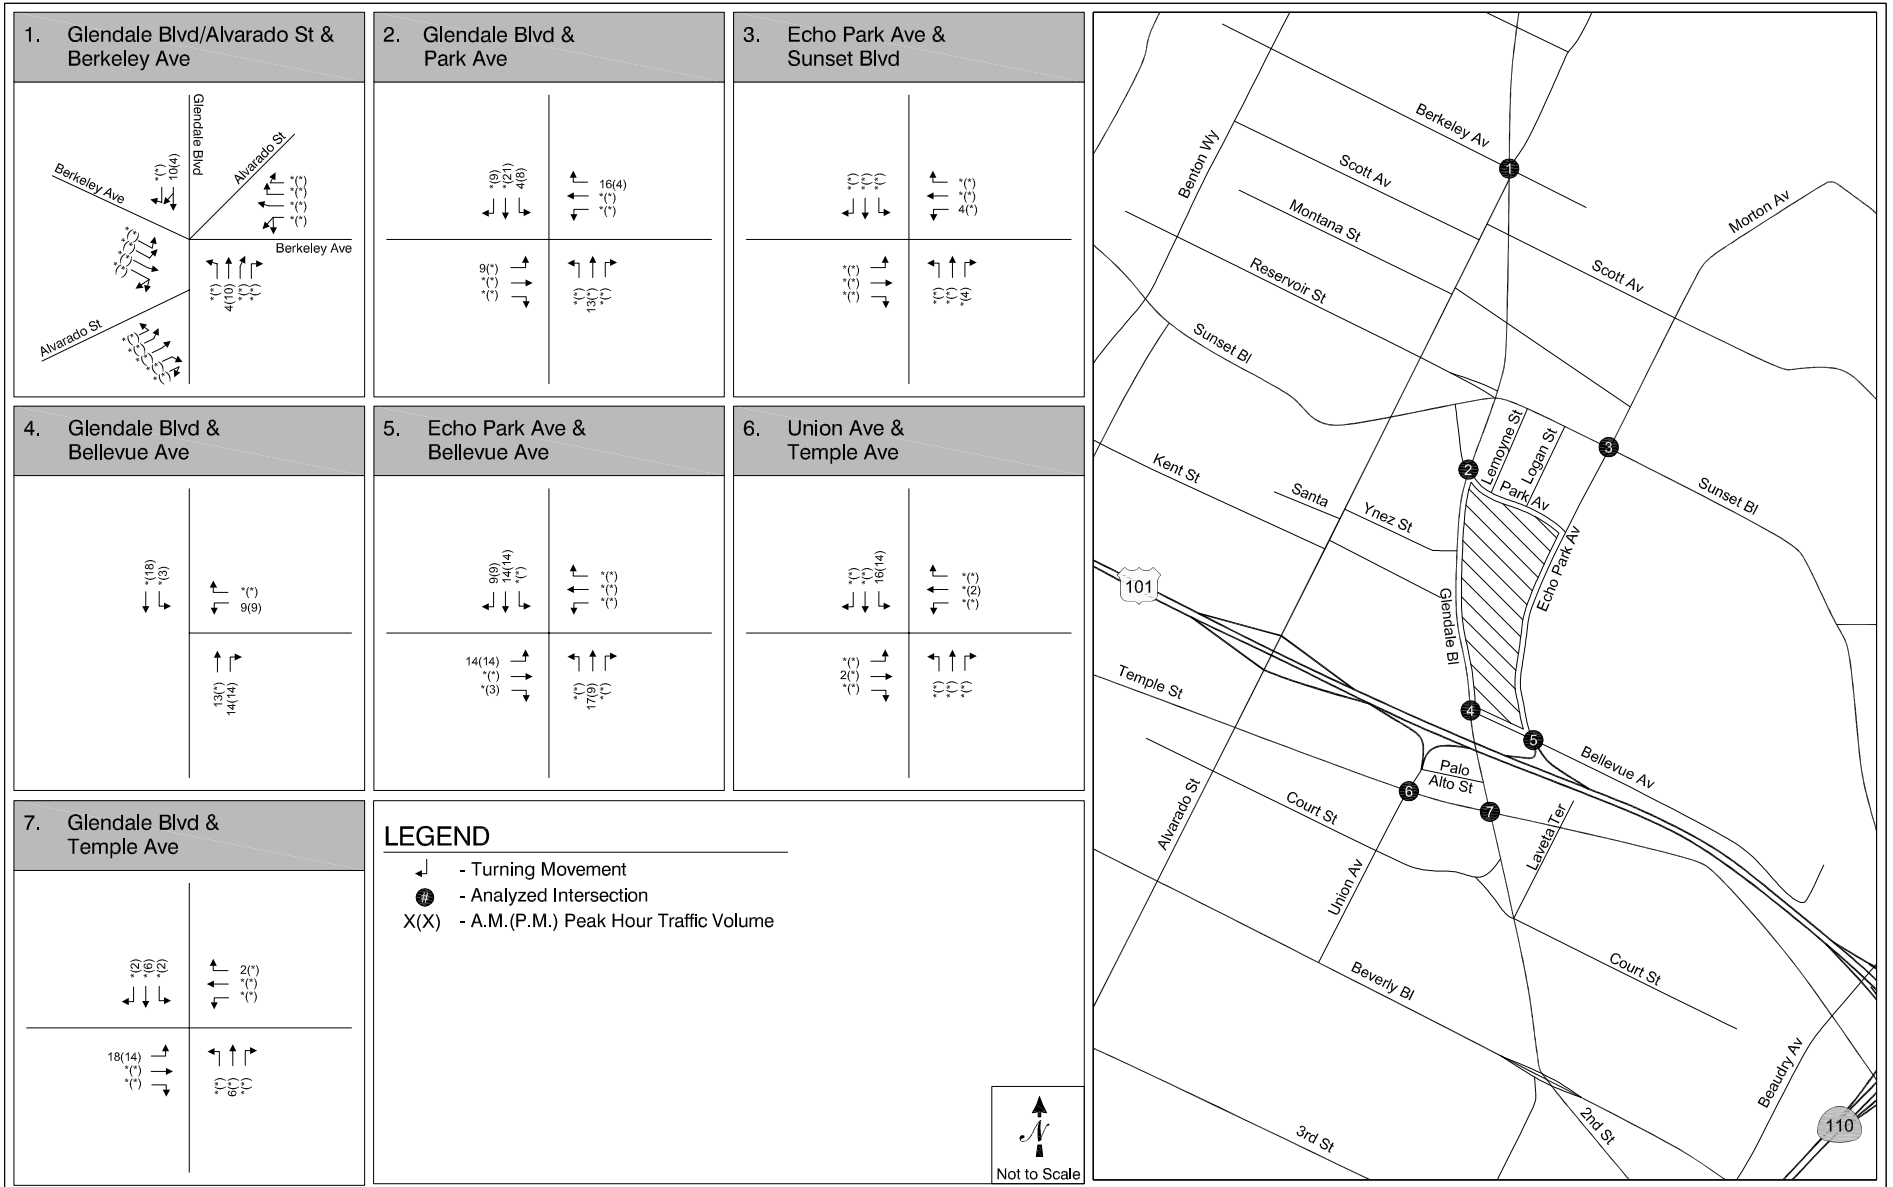 1. Glendale Blvd/Alvarado St &
Berkeley Ave
Glendale Blvd
Alvarado St
Berkeley Ave
Berkeley Ave
Alvarado St
*(*)
10(4)
*(*)
*(*)
*(*)
*(*)
*(*)
*(*)
*(*)
*(*)
*(*)
4(10)
*(*)
*(*)
*(*)
*(*)
*(*)
*(*)
*(*)
2. Glendale Blvd &
Park Ave
*(9)
*(21)
4(8)
16(4)
*(*)
*(*)
9(*)
*(*)
*(*)
*(*)
13(*)
*(*)
3. Echo Park Ave &
Sunset Blvd
*(*)
*(*)
*(*)
*(*)
*(*)
4(*)
*(*)
*(*)
*(*)
*(*)
*(*)
*(4)
4. Glendale Blvd &
Bellevue Ave
*(18)
*(3)
*(*)
9(9)
13(*)
14(14)
5. Echo Park Ave &
Bellevue Ave
9(9)
14(14)
*(*)
*(*)
*(*)
*(*)
14(14)
*(*)
*(3)
*(*)
17(9)
*(*)
6. Union Ave &
Temple Ave
*(*)
*(*)
16(14)
*(*)
*(2)
*(*)
*(*)
2(*)
*(*)
*(*)
*(*)
*(*)
7. Glendale Blvd &
Temple Ave
*(2)
*(6)
*(2)
2(*)
*(*)
*(*)
18(14)
*(*)
*(*)
*(*)
6(*)
*(*)
LEGEND
- Turning Movement
# - Analyzed Intersection
X(X) - A.M.(P.M.) Peak Hour Traffic Volume
N
Not to Scale
Berkeley Av
1
Benton Wy
Scott Av
Montana St
Morton Av
Reservoir St
Scott Av
Sunset Bl
Lemoyne St
Logan St
3
2
Kent St
Santa
Ynez St
Park Av
Sunset Bl
Echo Park Av
101
Glendale Bl
Temple St
4
5
Bellevue Av
Palo
Alto St
6
7
Court St
Alvarado St
Laveta Ter
Union Av
Beverly Bl
Court St
Beaudry Av
2nd St
3rd St
110